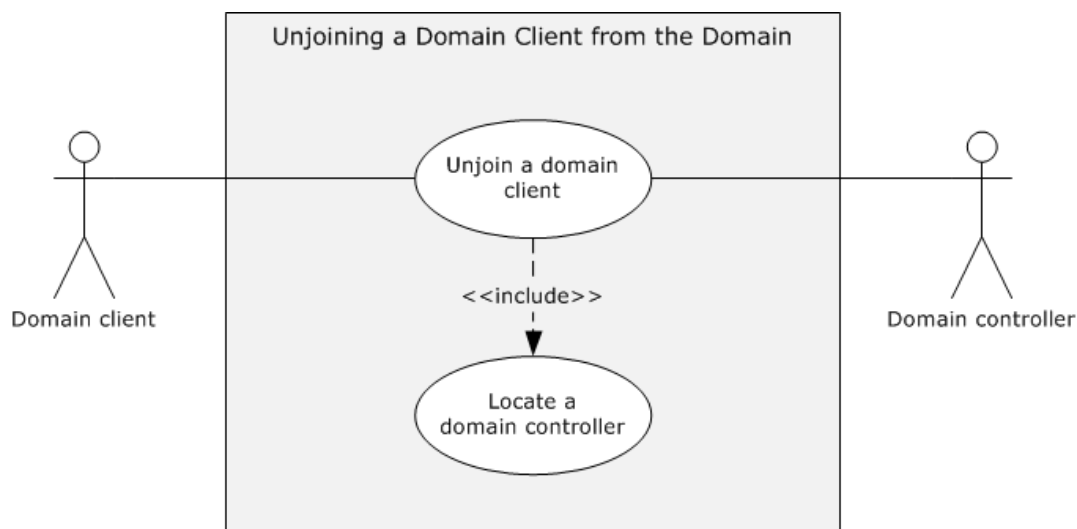 Unjoining a Domain Client from the Domain
Unjoin a domain
client
<<include>>
Domain client
Domain controller
Locate a
domain controller